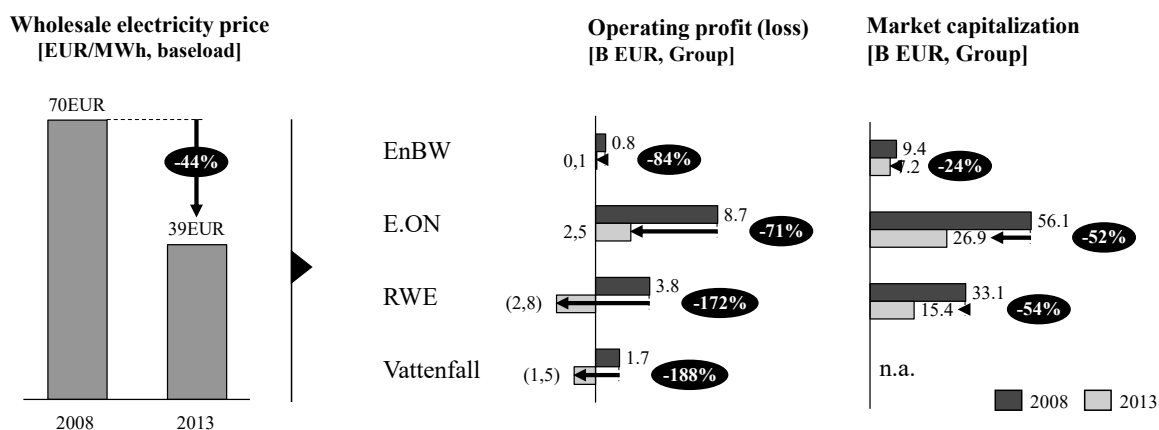 Wholesale electricity price
[EUR/MWh, baseload]
70EUR
-44%
39EUR
2008
2013
Operating profit (loss)
[B EUR, Group]
EnBW
0.8
0,1
-84%
E.ON
8.7
2,5
-71%
RWE
3.8
(2,8)
-172%
Vattenfall
1.7
(1,5)
-188%
Market capitalization
[B EUR, Group]
9.4
7.2
-24%
56.1
26.9
-52%
33.1
15.4
-54%
n.a.
2008
2013